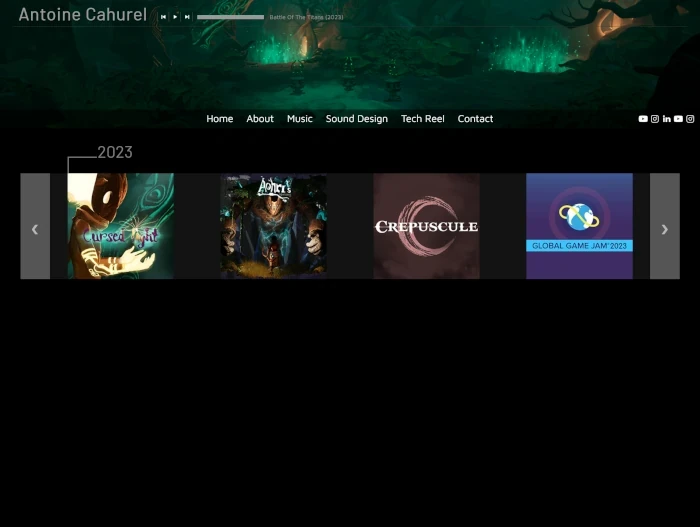 Antoine Cahurel
Battle Of The Titans (2023)
Home About Music Sound Design Tech Reel Contact
2023
Cursed Light
CREPUSCULE
GLOBAL GAME JAM 2023